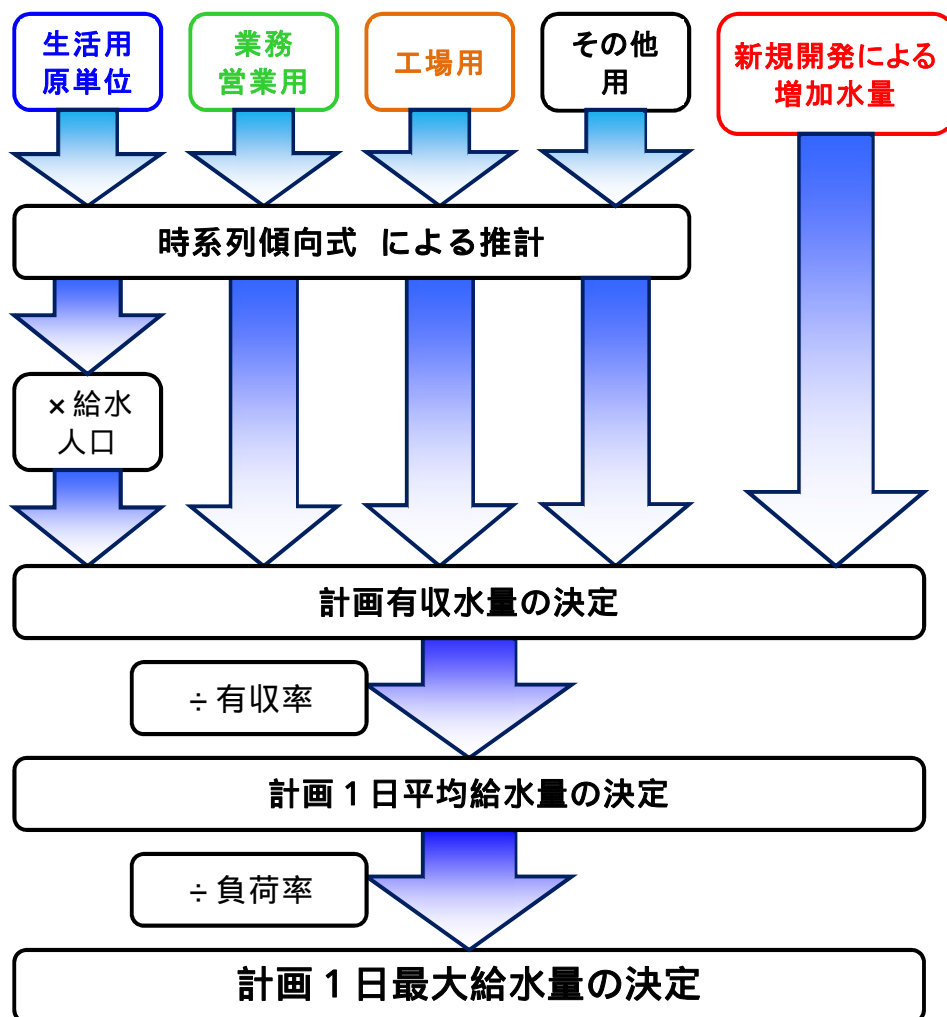 生活用
原単位
業務
営業用
工場用
その他
用
新規開発による
増加水量
時系列傾向式　による推計
×給水
人口
計画有収水量の決定
÷有収率
計画１日平均給水量の決定
÷負荷率
計画１日最大給水量の決定